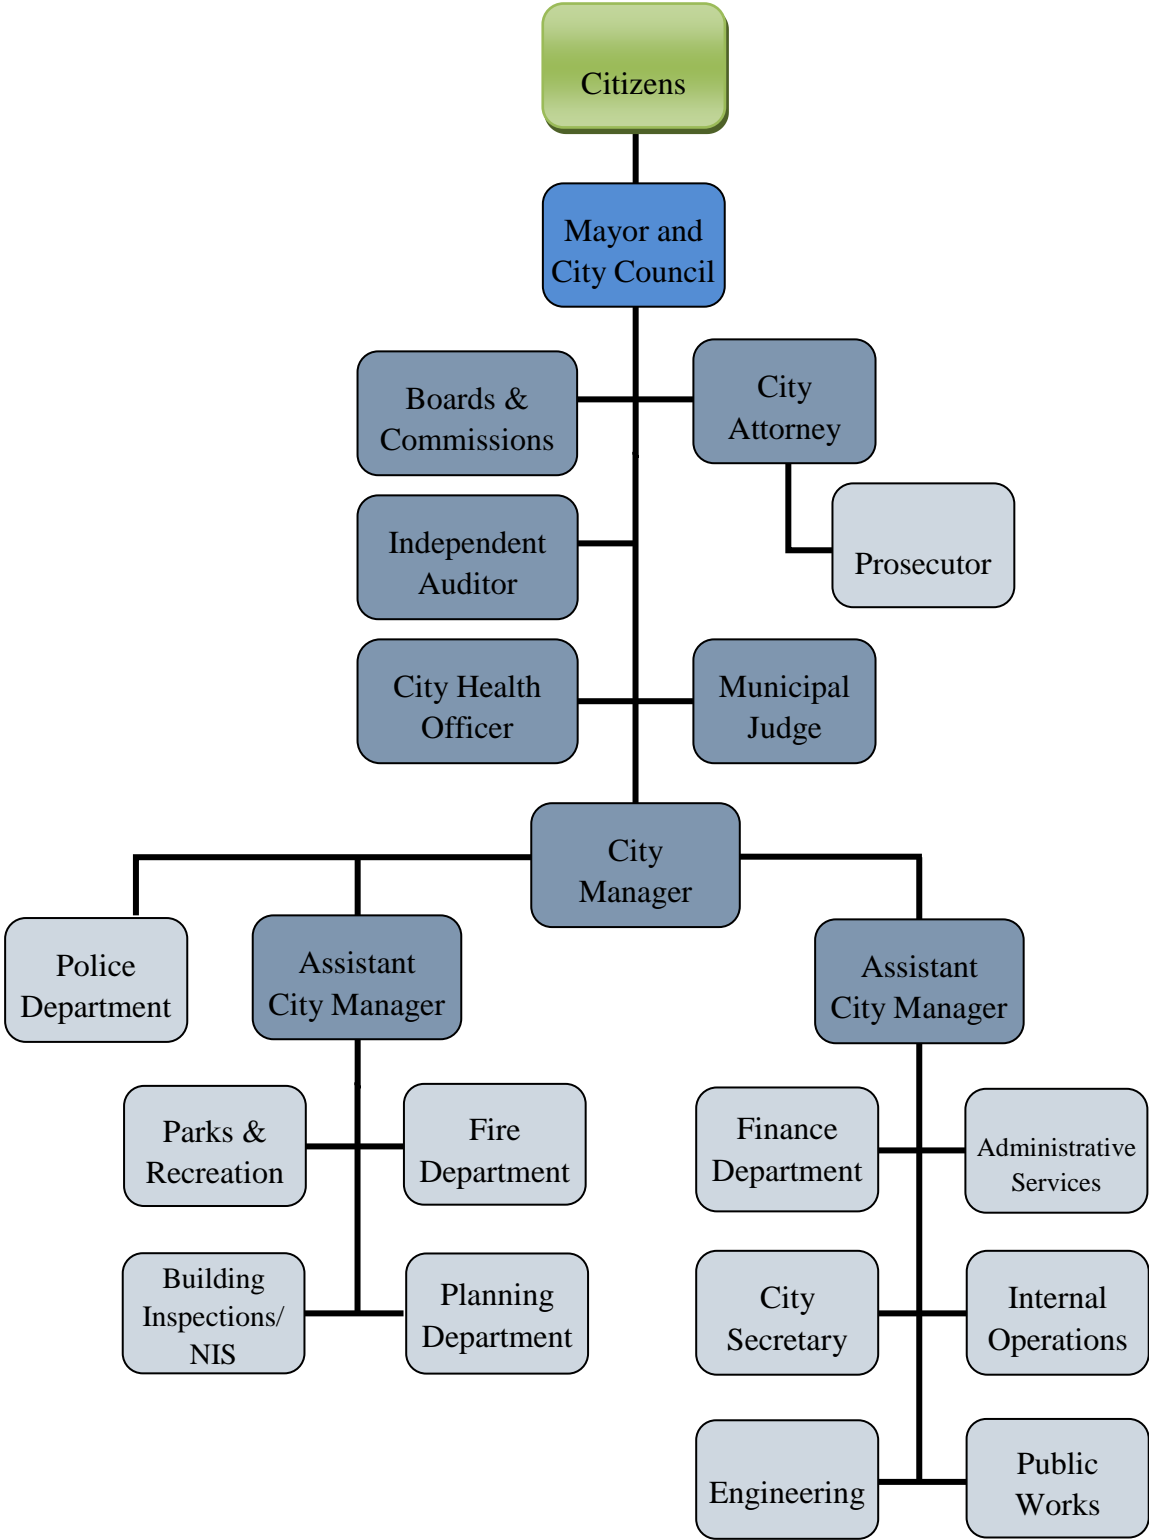 Citizens
Mayor and
City Council
Boards &
Commissions
City
Attorney
Independent
Auditor
Prosecutor
City Health
Officer
Municipal
Judge
City
Manager
Police
Department
Assistant
City Manager
Assistant
City Manager
Parks &
Recreation
Fire
Department
Finance
Department
Administrative
Services
Building
Inspections/
NIS
Planning
Department
City
Secretary
Internal
Operations
Engineering
Public
Works